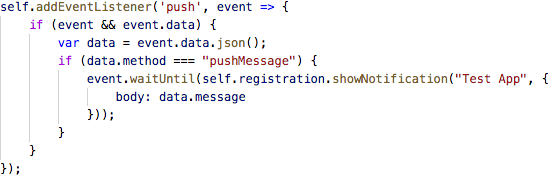 self.addEventListener('push', event => {
    if (event && event.data) {
        var data = event.data.json();
        if (data.method === "pushMessage") {
            event.waitUntil(self.registration.showNotification("Test App", {
                body: data.message
            }));
        }
    }
});